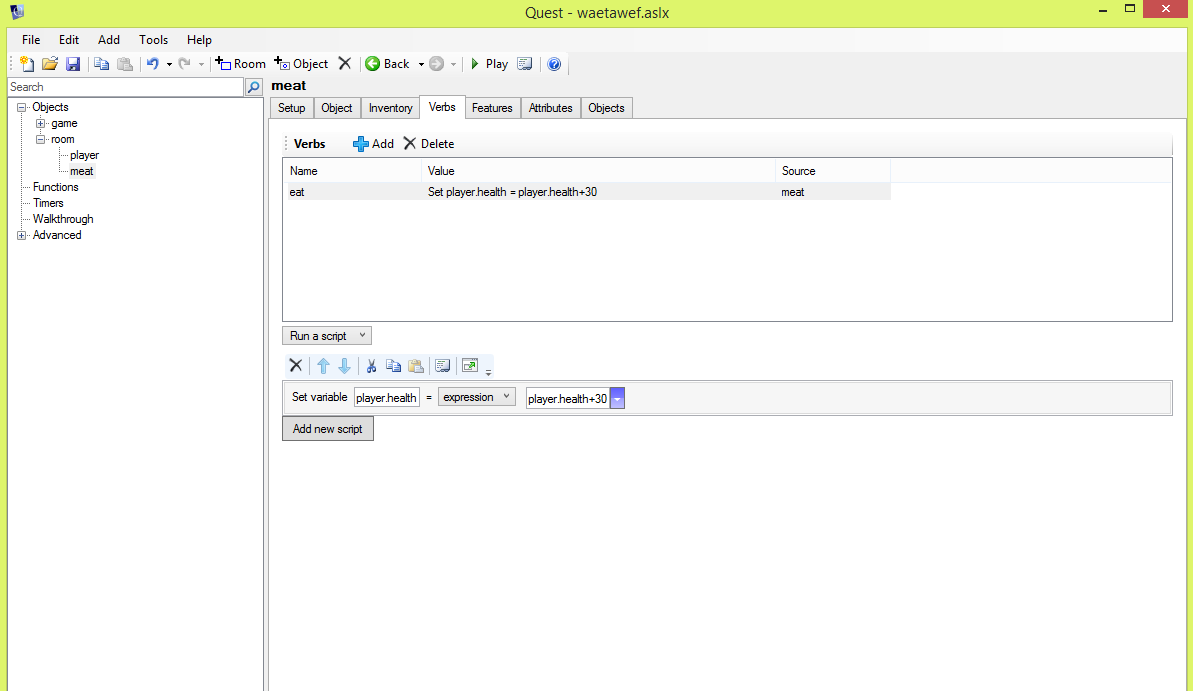 Quest - waetawef.aslx
File Edit Add Tools Help
Room Object Back Play
Search
Objects
game
room
player
meat
Functions
Timers
Walkthrough
Advanced
meat
Setup Object Inventory Verbs Features Attributes Objects
Verbs Add Delete
Name Value Source
eat Set player.health = player.health+30 meat
Run a script
Set variable player.health = expression player.health+30
Add new script